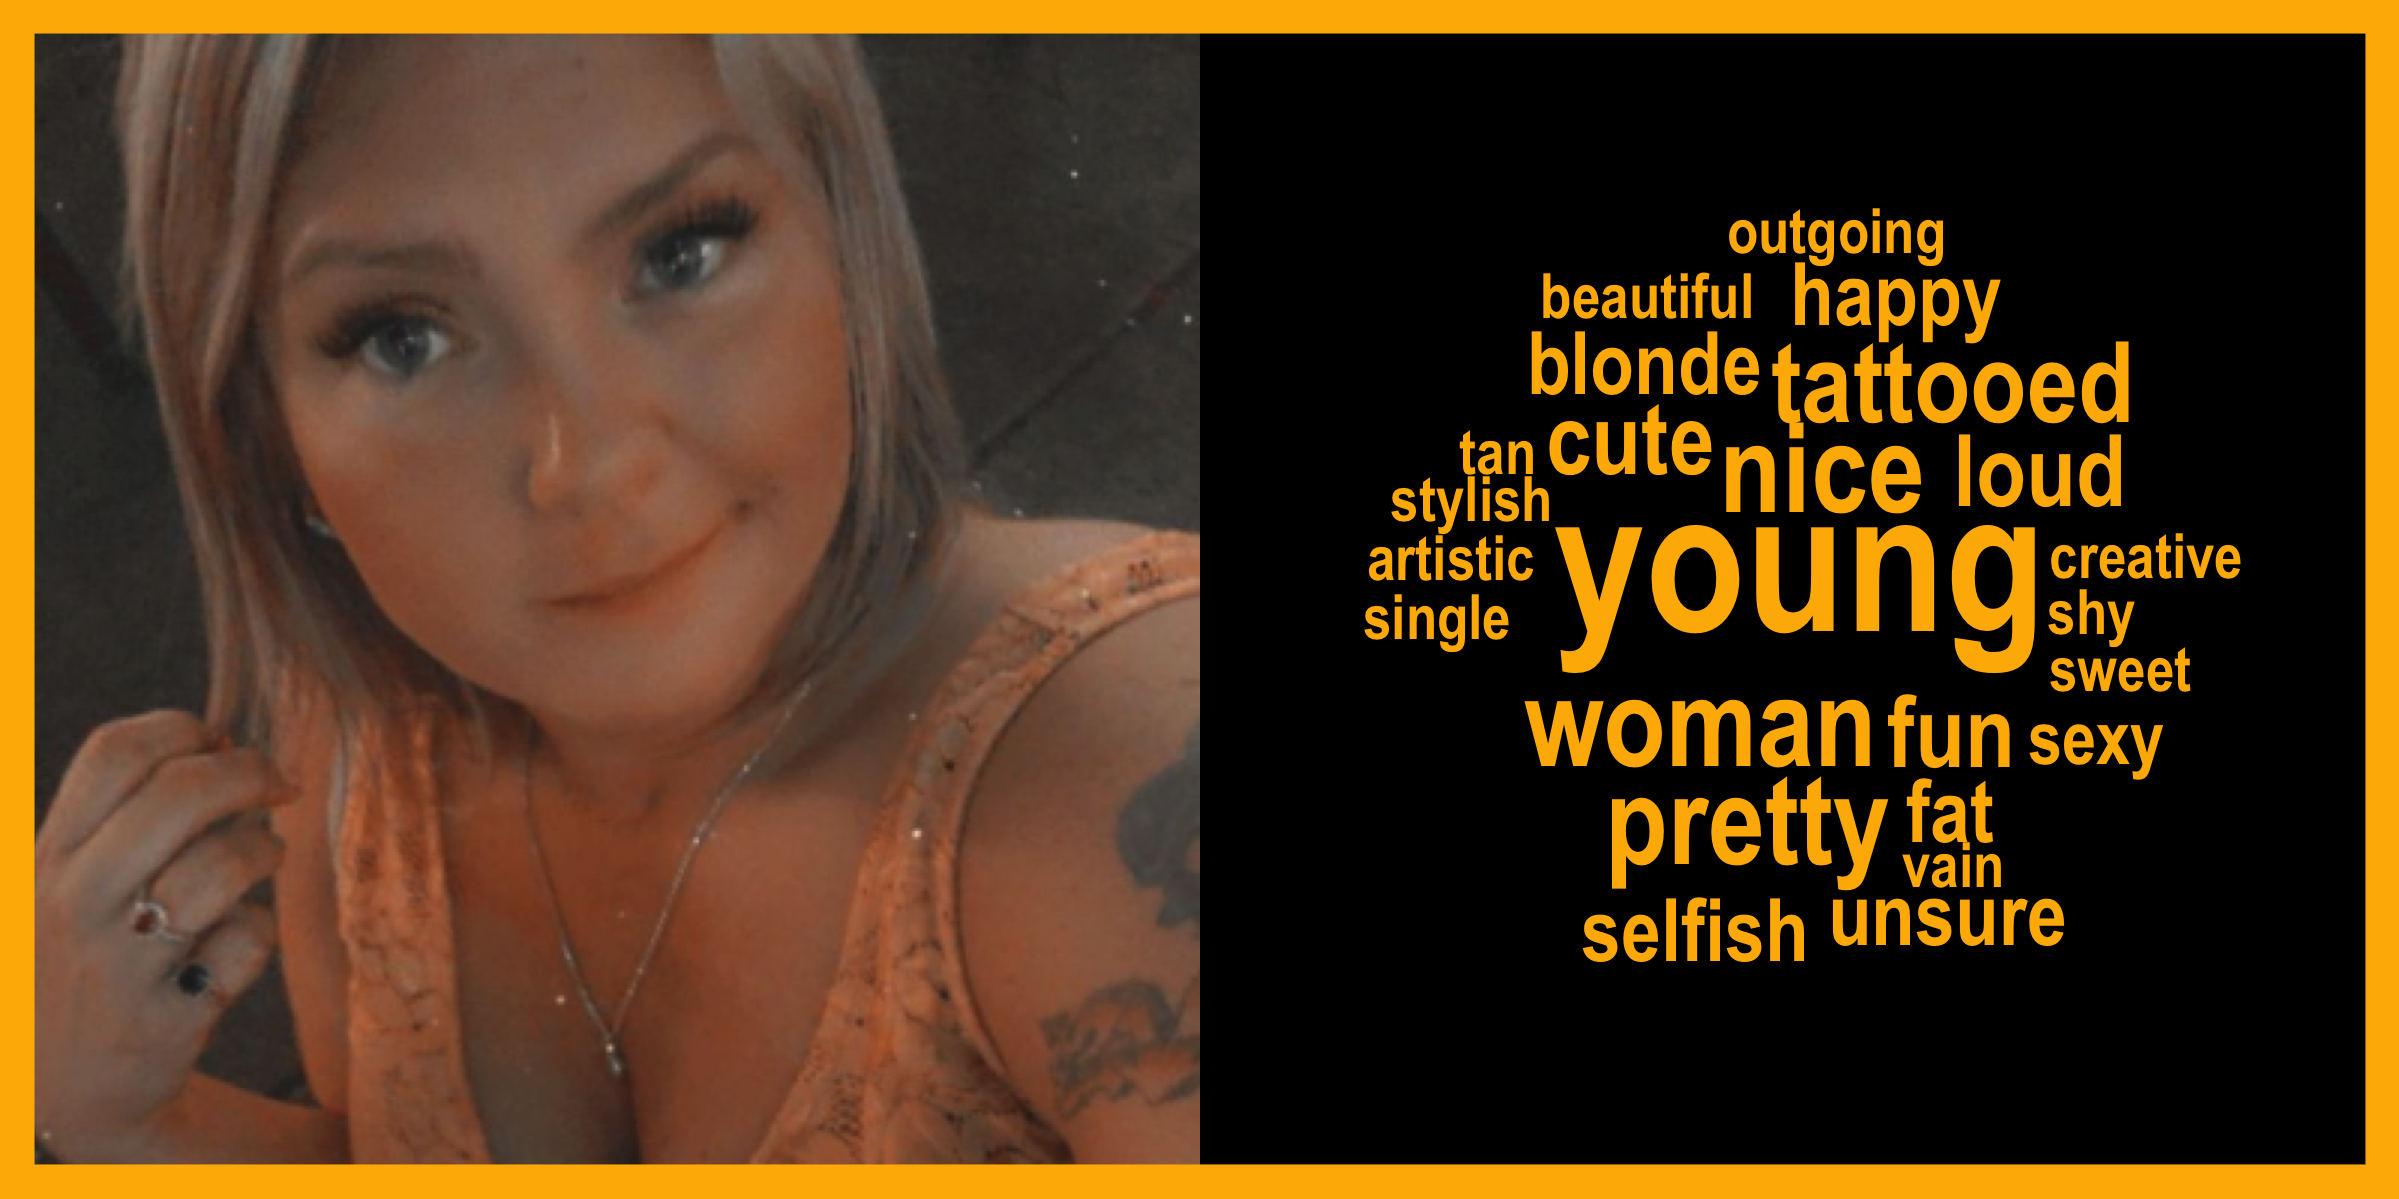 outgoing
beautiful happy
blonde tattooed
tan cute nice loud
stylish
young
artistic creative
single shy
sweet
woman fun sexy
pretty fat
vain
selfish unsure